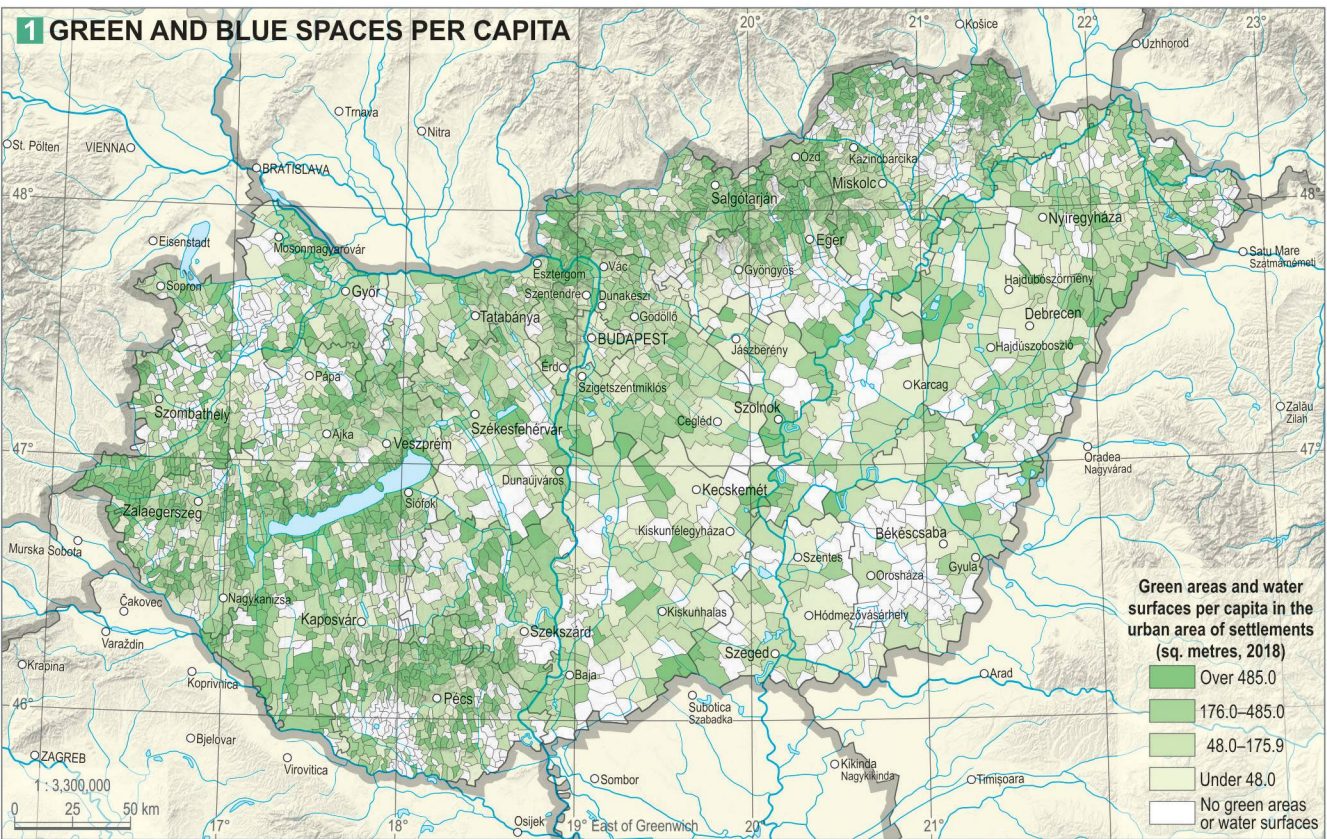 1 GREEN AND BLUE SPACES PER CAPITA
20°
21°
22°
23°
Košice
Uzhhorod
Trnava
Nitra
St. Pölten
VIENNA
BRATISLAVA
48°
48°
Ózd
Kazincbarcika
Miskolc
Salgótarján
Nyíregyháza
Eisenstadt
Mosonmagyaróvár
Eger
Satu Mare
Szatmárnémeti
Sopron
Győr
Esztergom
Vác
Gyöngyös
Szentendre
Dunakeszi
Hajdúböszörmény
Tatabánya
Gödöllő
Debrecen
BUDAPEST
Jászberény
Hajdúszoboszló
Pápa
Érd
Szigetszentmiklós
Karcag
Szombathely
Székesfehérvár
Cegléd
Szolnok
Zalău
Zilah
Ajka
Veszprém
47°
47°
Oradea
Nagyvárad
Dunaújváros
Kecskemét
Zalaegerszeg
Siófok
Kiskunfélegyháza
Békéscsaba
Murska Sobota
Szentes
Gyula
Orosháza
Nagykanizsa
Čakovec
Kaposvár
Kiskunhalas
Hódmezővásárhely
Varaždin
Szekszárd
Szeged
Krapina
Koprivnica
Baja
Arad
Pécs
Subotica
Szabadka
46°
Bjelovar
ZAGREB
Virovitica
Sombor
Kikinda
Nagykikinda
Timişoara
1 : 3,300,000
0 25 50 km
17°
18°
Osijek
19° East of Greenwich
20°
21°
Green areas and water
surfaces per capita in the
urban area of settlements
(sq. metres, 2018)
Over 485.0
176.0–485.0
48.0–175.9
Under 48.0
No green areas
or water surfaces